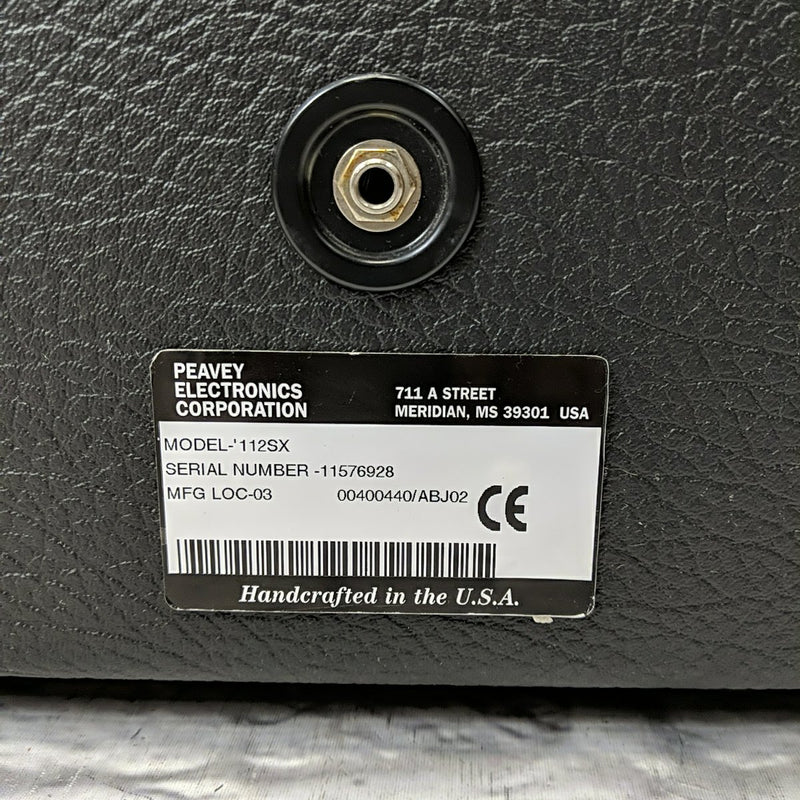 PEAVEY
ELECTRONICS
CORPORATION
711 A STREET
MERIDIAN, MS 39301 USA
MODEL-'112SX
SERIAL NUMBER -11576928
MFG LOC-03 00400440/ABJ02 CE
Handcrafted in the U.S.A.